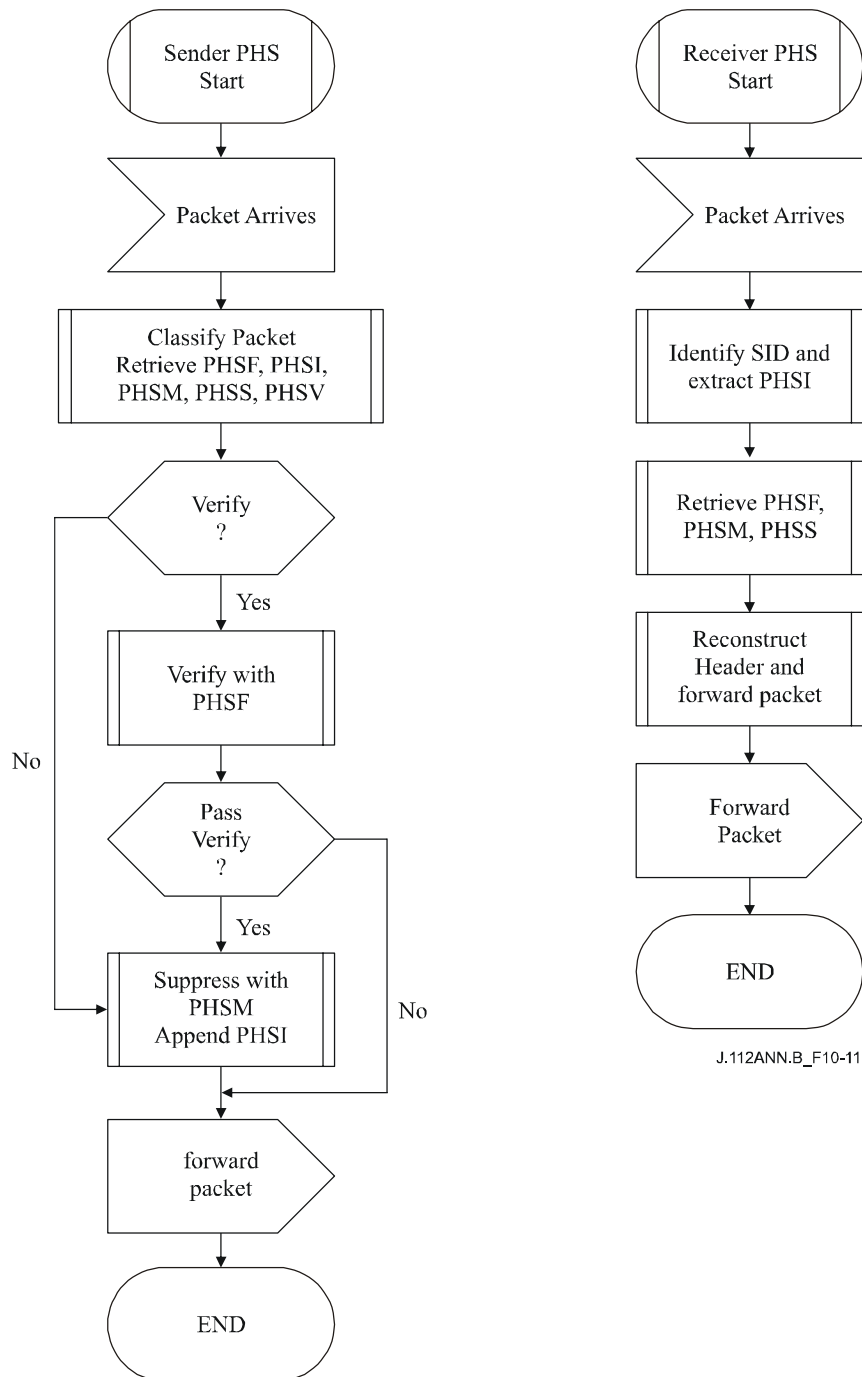 Sender PHS
Start
Packet Arrives
Classify Packet
Retrieve PHSF, PHSI,
PHSM, PHSS, PHSV
Verify
?
Yes
No
Verify with
PHSF
Pass
Verify
?
Yes
No
Suppress with
PHSM
Append PHSI
forward
packet
END
Receiver PHS
Start
Packet Arrives
Identify SID and
extract PHSI
Retrieve PHSF,
PHSM, PHSS
Reconstruct
Header and
forward packet
Forward
Packet
END
J.112ANN.B_F10-11